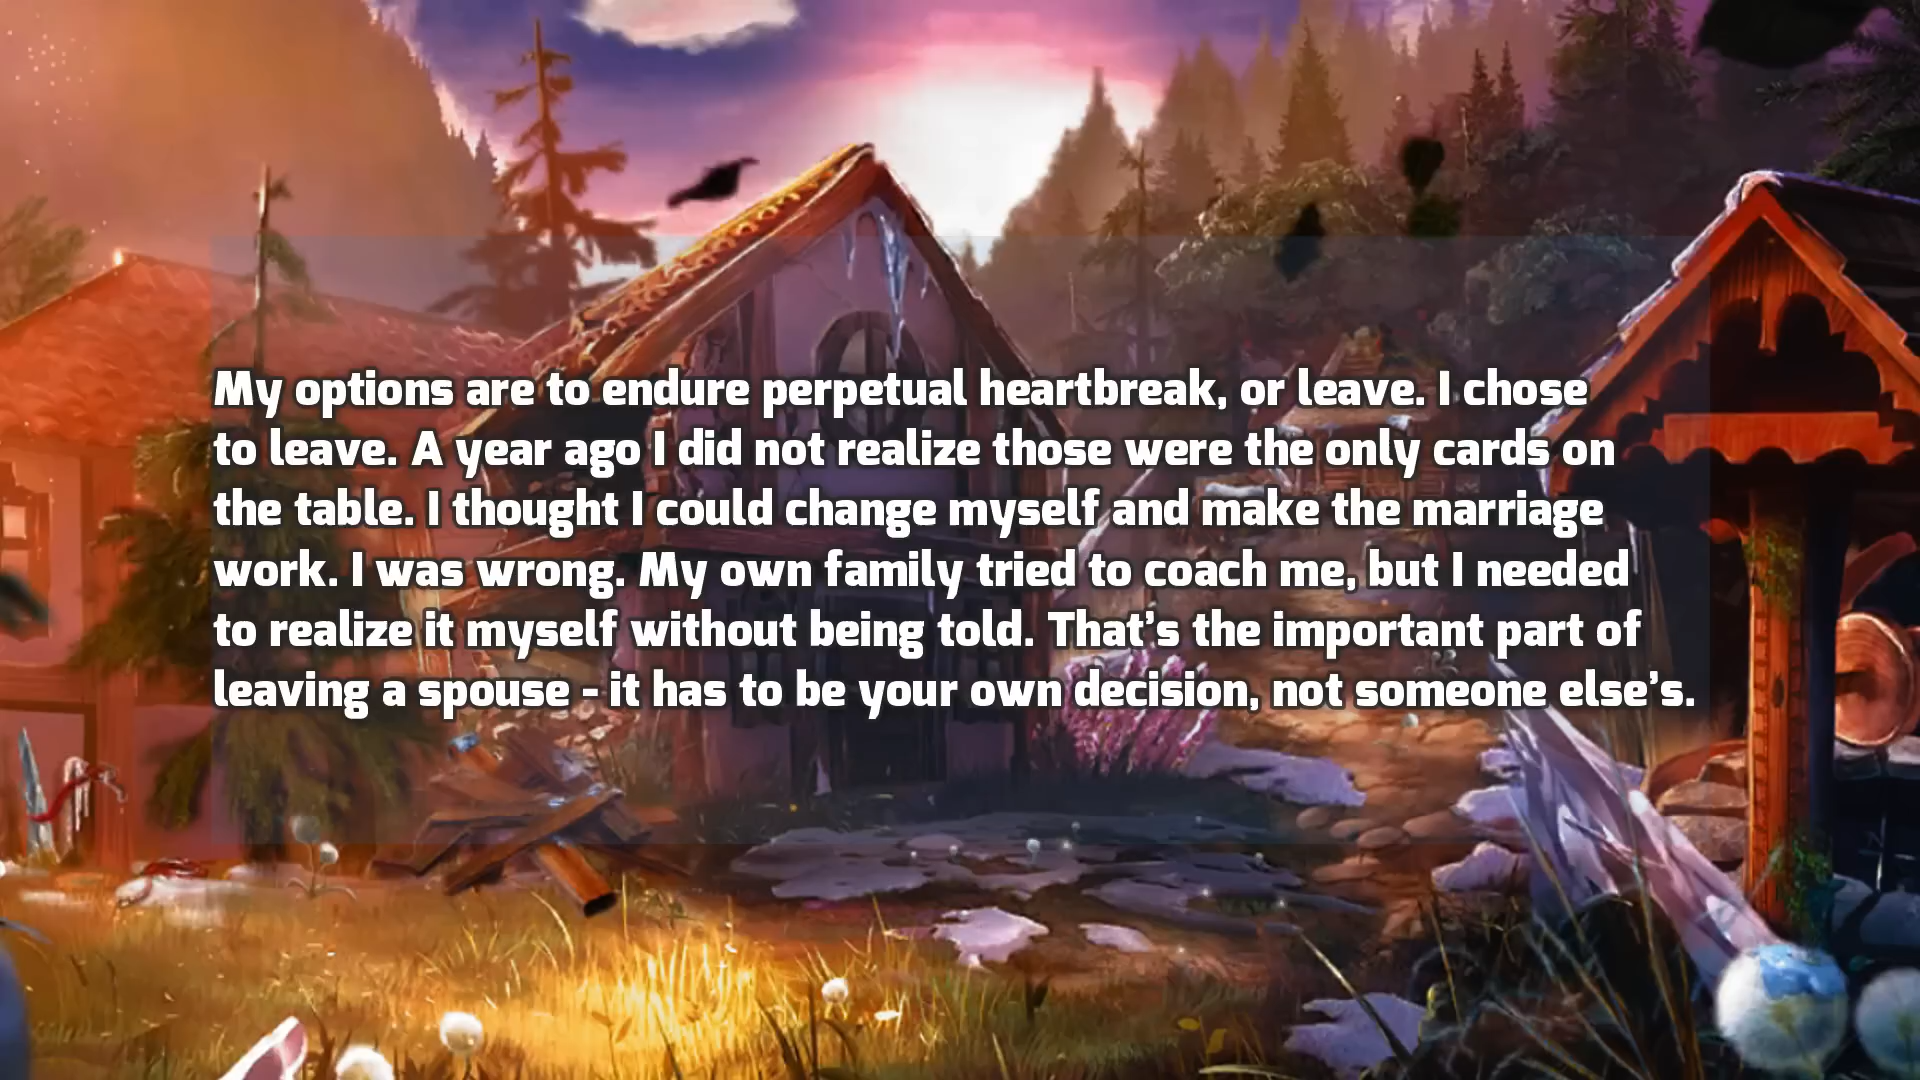 My options are to endure perpetual heartbreak, or leave. I chose
to leave. A year ago I did not realize those were the only cards on
the table. I thought I could change myself and make the marriage
work. I was wrong. My own family tried to coach me, but I needed
to realize it myself without being told. That’s the important part of
leaving a spouse - it has to be your own decision, not someone else’s.